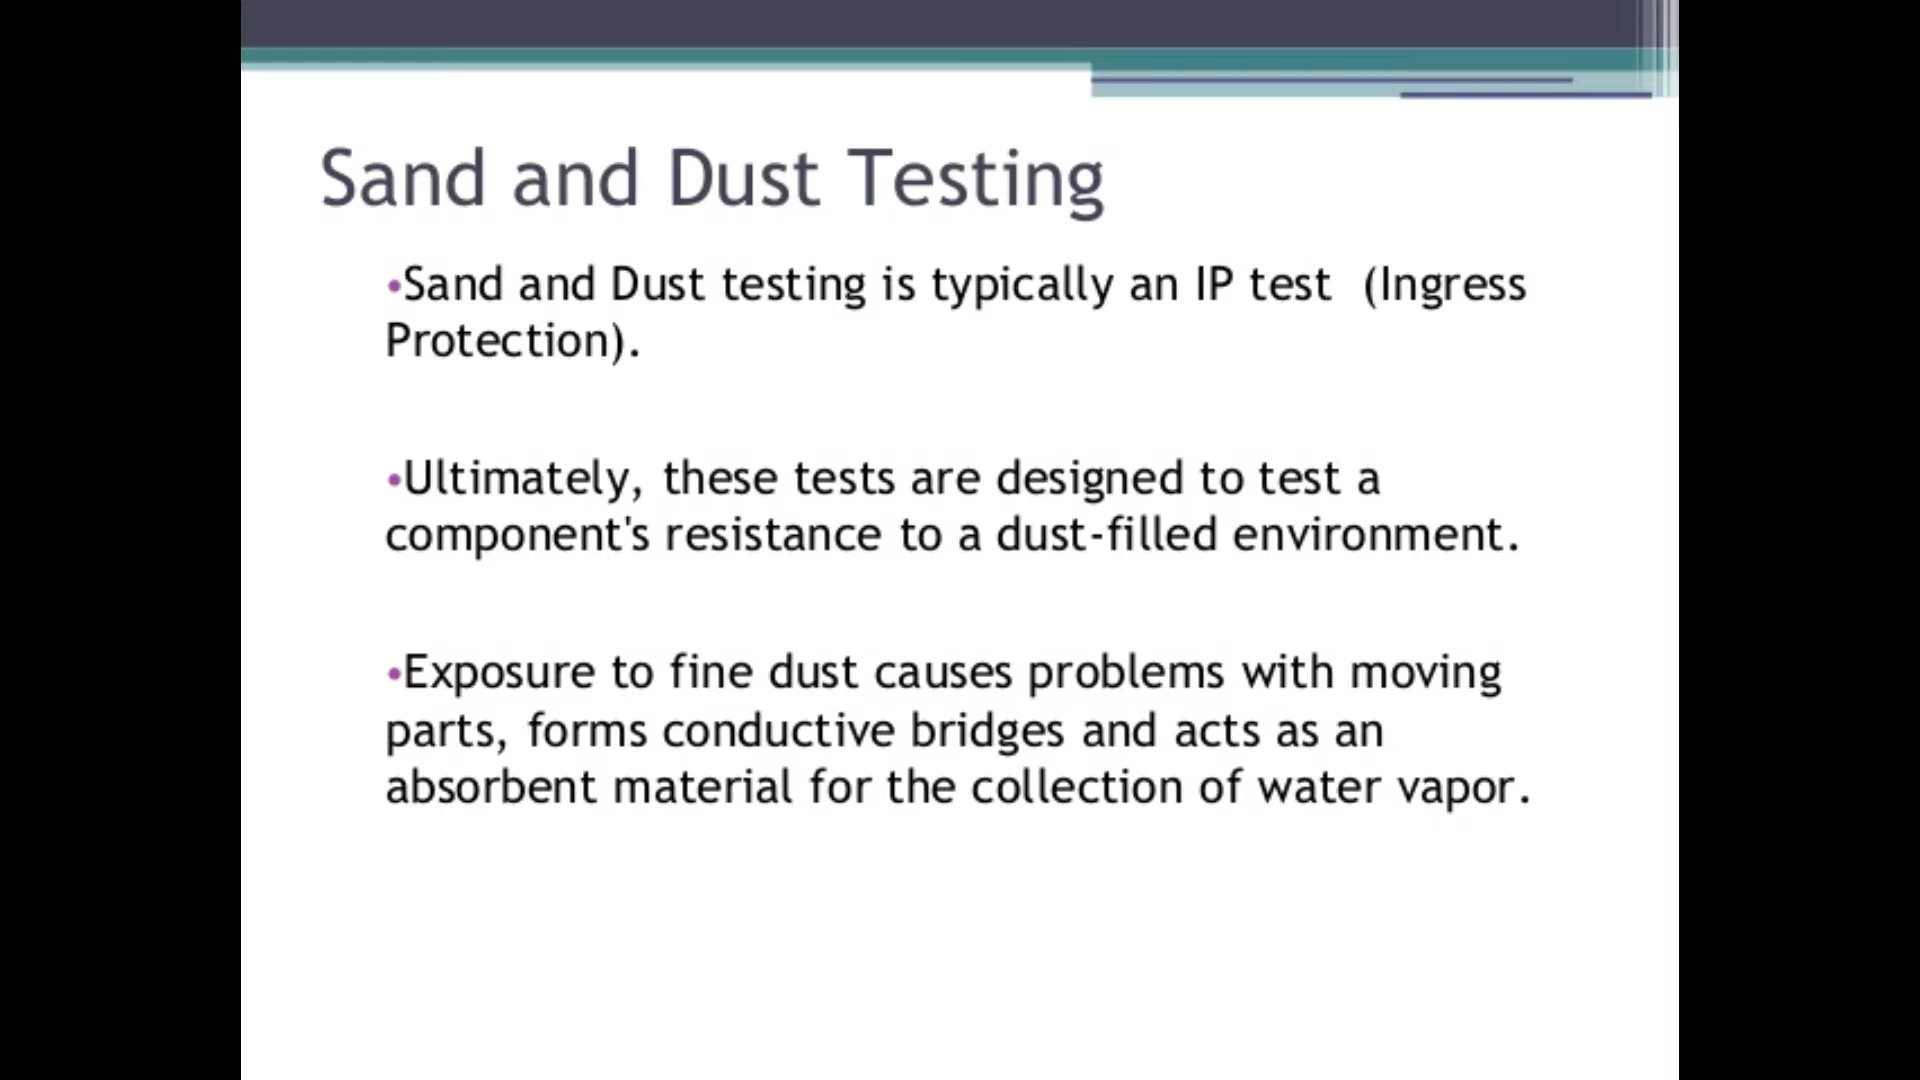 Sand and Dust Testing
•Sand and Dust testing is typically an IP test  (Ingress
Protection).
•Ultimately, these tests are designed to test a
component's resistance to a dust-filled environment.
•Exposure to fine dust causes problems with moving
parts, forms conductive bridges and acts as an
absorbent material for the collection of water vapor.